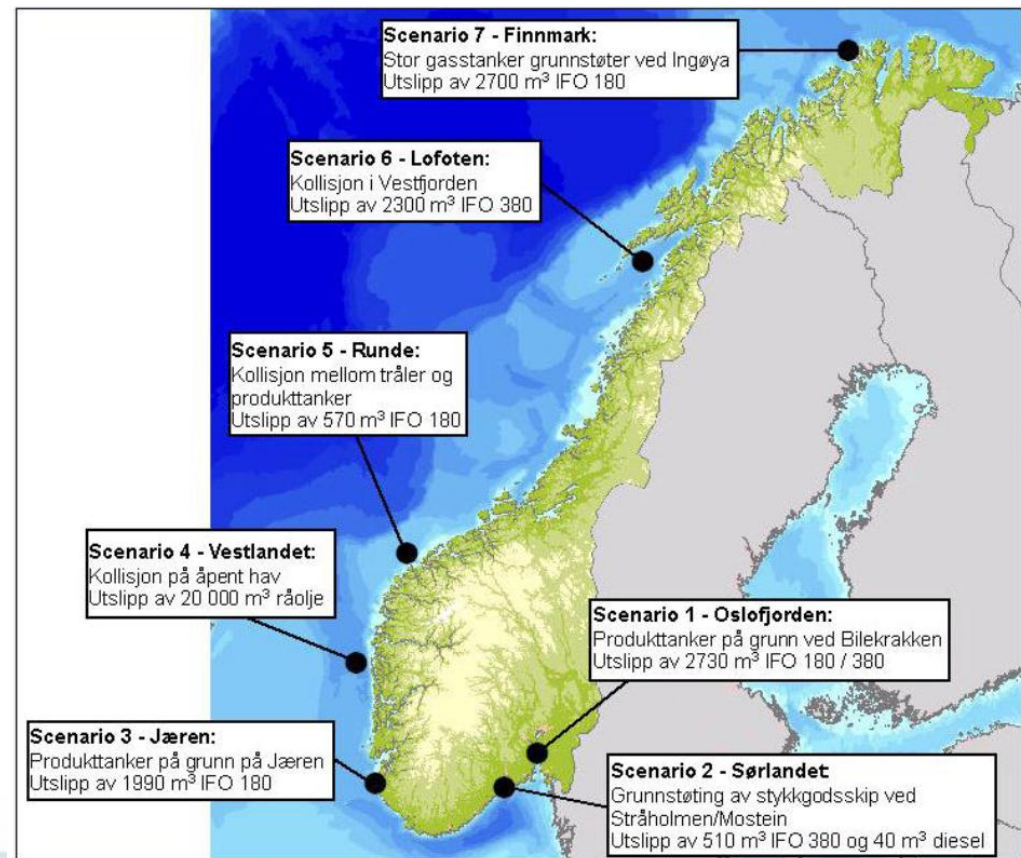 Scenario 7 - Finnmark:
Stor gasstanker grunnstøter ved Ingøya
Utslipp av 2700 m³ IFO 180
Scenario 6 - Lofoten:
Kollisjon i Vestfjorden
Utslipp av 2300 m³ IFO 380
Scenario 5 - Runde:
Kollisjon mellom tråler og
produkttanker
Utslipp av 570 m³ IFO 180
Scenario 4 - Vestlandet:
Kollisjon på åpent hav
Utslipp av 20 000 m³ råolje
Scenario 1 - Oslofjorden:
Produkttanker på grunn ved Bilekrakken
Utslipp av 2730 m³ IFO 180 / 380
Scenario 3 - Jæren:
Produkttanker på grunn på Jæren
Utslipp av 1990 m³ IFO 180
Scenario 2 - Sørlandet:
Grunnstøting av stykkgodsskip ved
Stråholmen/Mostein
Utslipp av 510 m³ IFO 380 og 40 m³ diesel